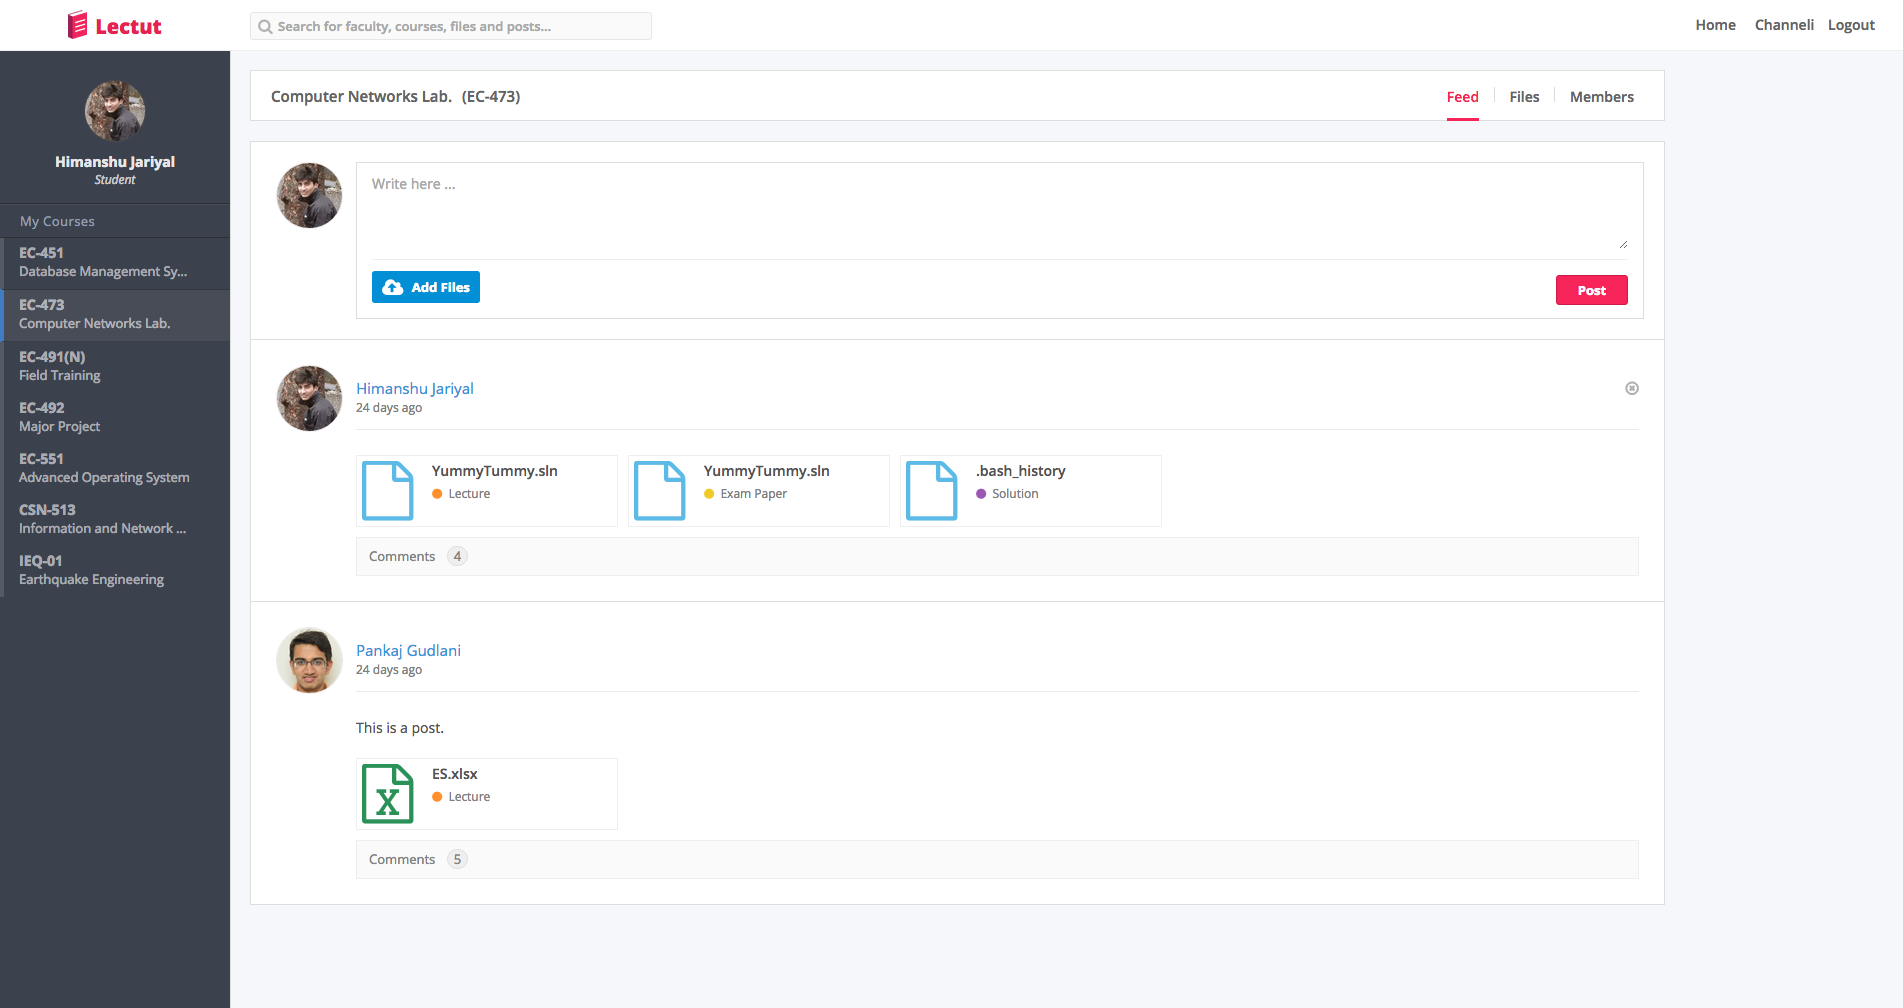 Lectut
Search for faculty, courses, files and posts...
Home Channeli Logout
Himanshu Jariyal
Student
My Courses
EC-451
Database Management Sy...
EC-473
Computer Networks Lab.
EC-491(N)
Field Training
EC-492
Major Project
EC-551
Advanced Operating System
CSN-513
Information and Network ...
IEQ-01
Earthquake Engineering
Computer Networks Lab. (EC-473)
Feed Files Members
Write here ...
Add Files
Post
Himanshu Jariyal
24 days ago
YummyTummy.sln
Lecture
YummyTummy.sln
Exam Paper
.bash_history
Solution
Comments 4
Pankaj Gudlani
24 days ago
This is a post.
X
ES.xlsx
Lecture
Comments 5